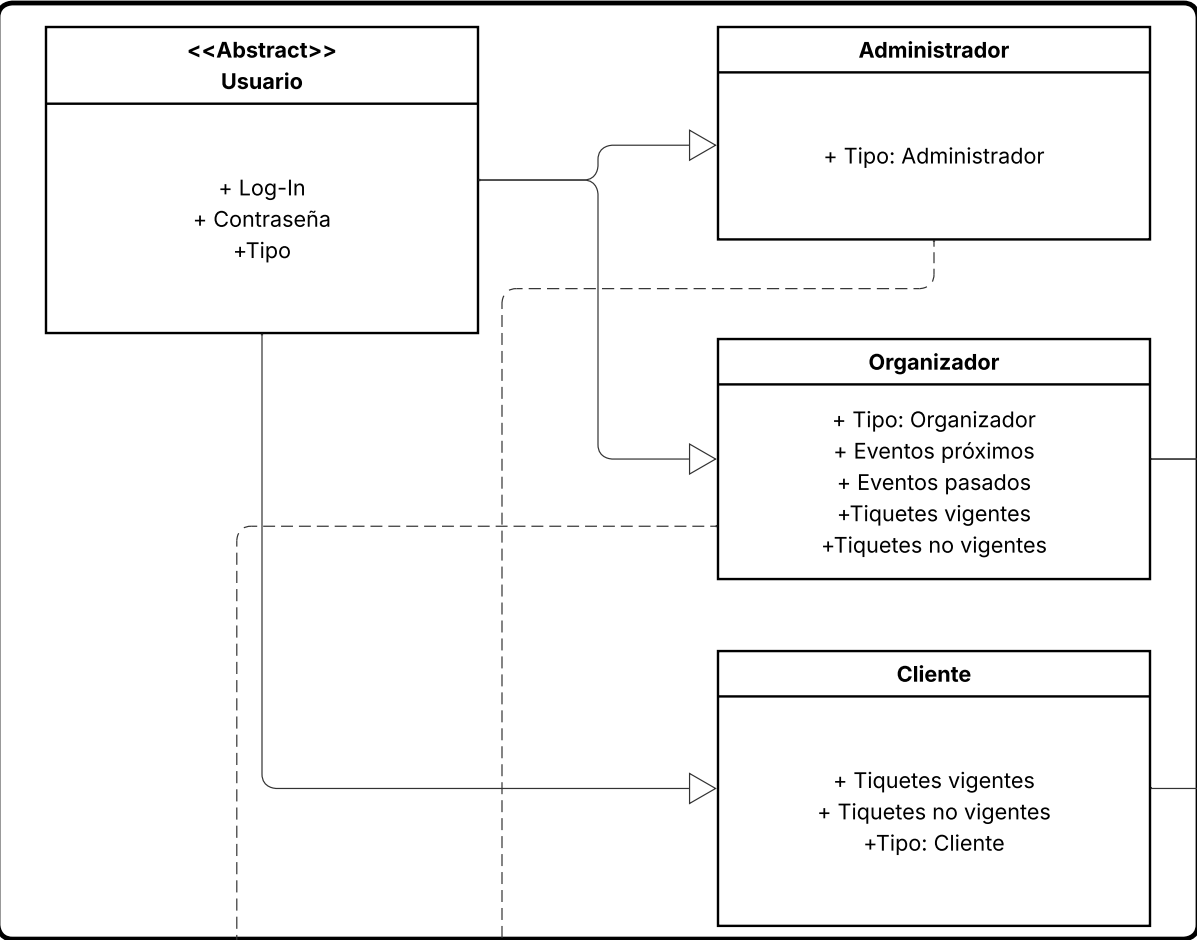 <<Abstract>>
Usuario
+ Log-In
+ Contraseña
+Tipo
Administrador
+ Tipo: Administrador
Organizador
+ Tipo: Organizador
+ Eventos próximos
+ Eventos pasados
+Tiquetes vigentes
+Tiquetes no vigentes
Cliente
+ Tiquetes vigentes
+ Tiquetes no vigentes
+Tipo: Cliente